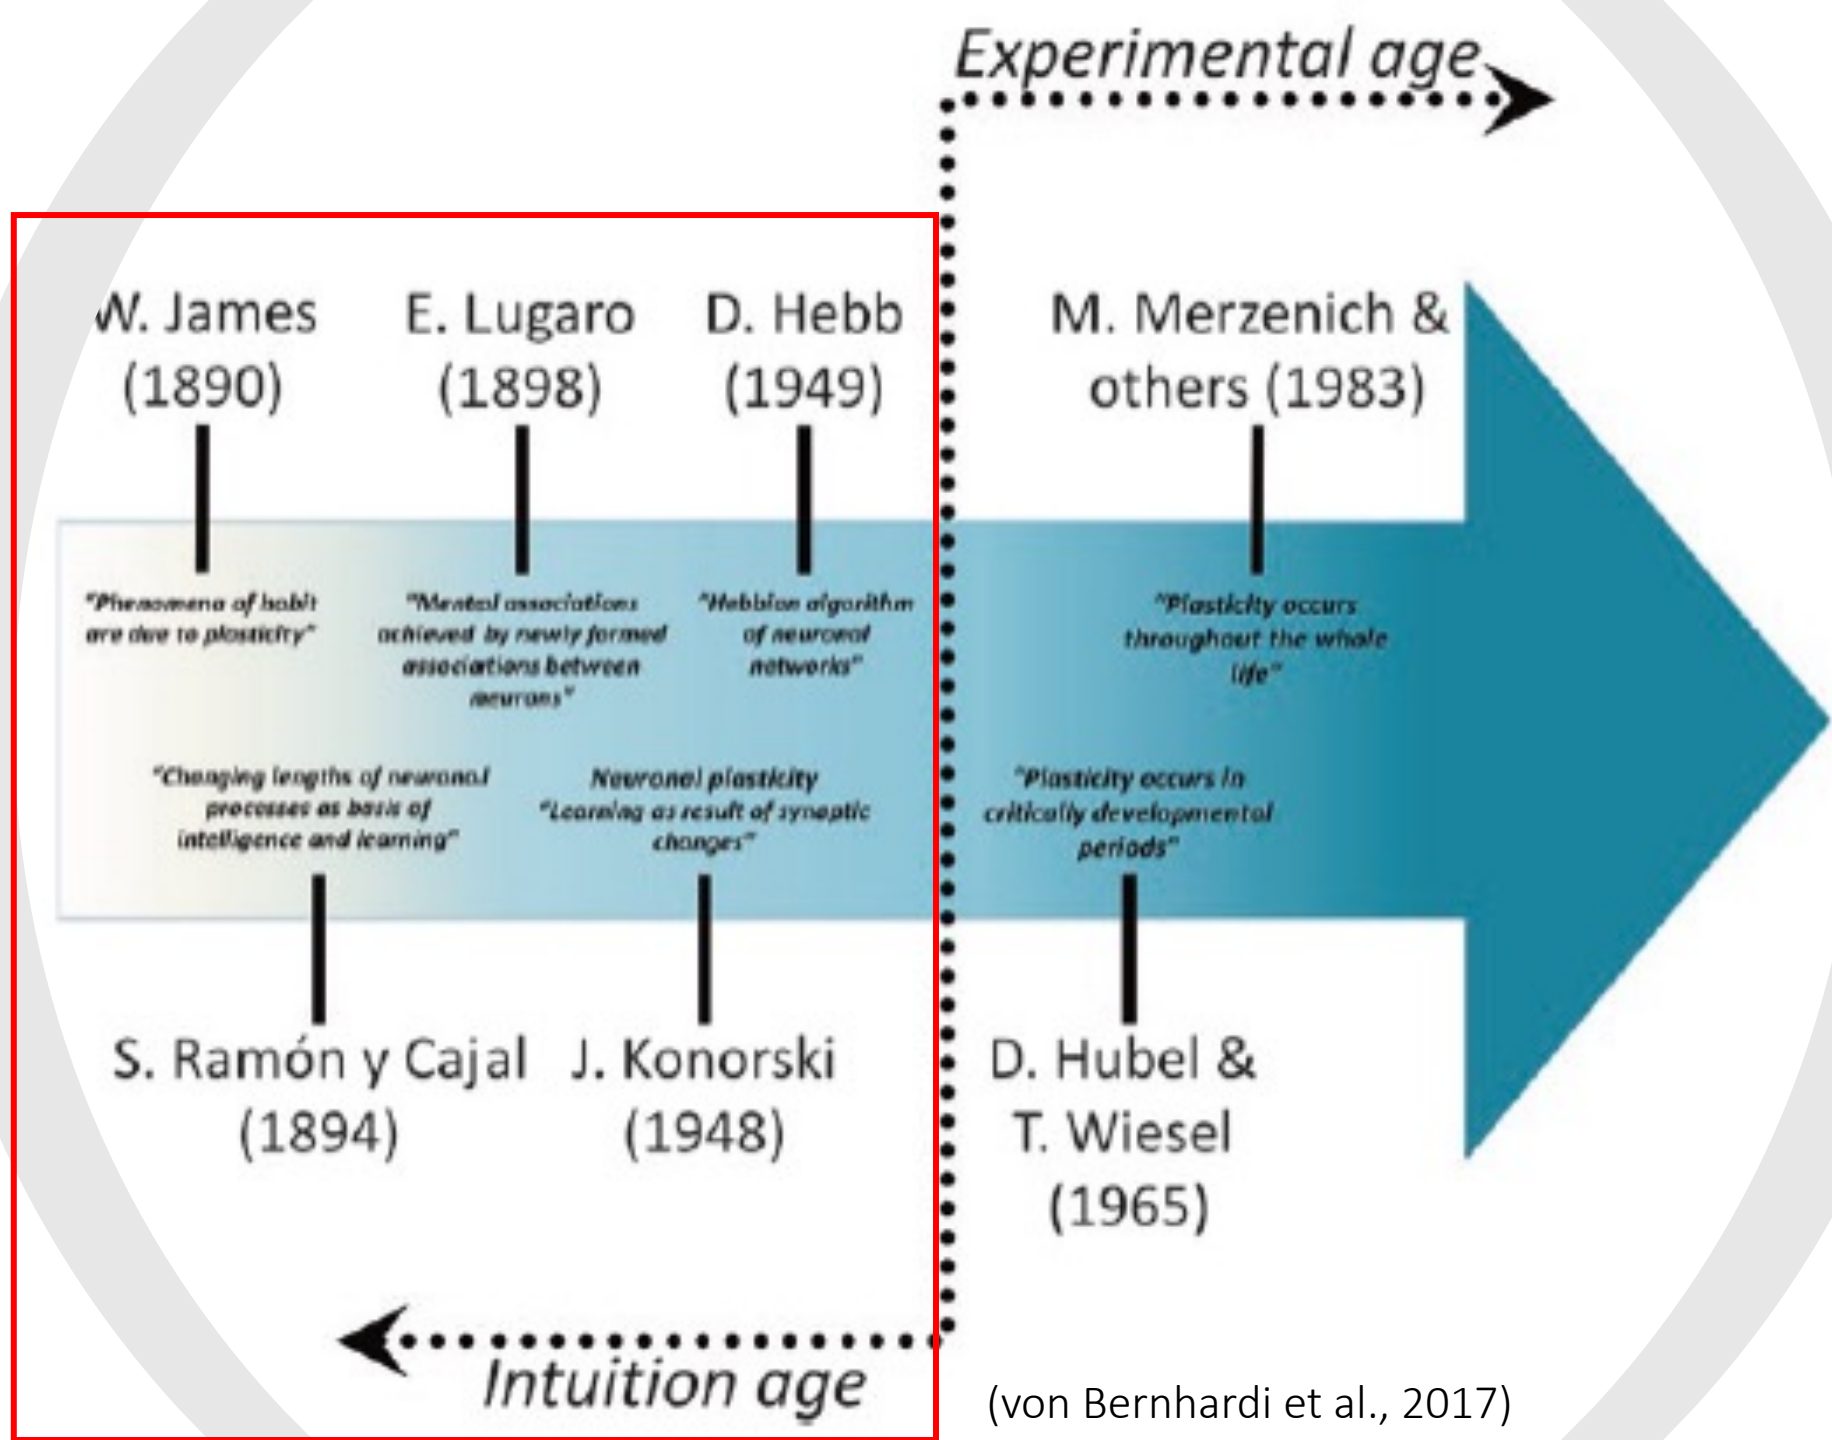 Experimental age
W. James
(1890)
E. Lugaro
(1898)
D. Hebb
(1949)
M. Merzenich &
others (1983)
"Phenomena of habit
are due to plasticity"
"Mental associations
achieved by newly formed
associations between
neurons"
"Hebbian algorithm
of neuronal
networks"
"Plasticity occurs
throughout the whole
life"
"Changing lengths of neuronal
processes as basis of
intelligence and learning"
Neuronal plasticity
"Learning as result of synaptic
changes"
"Plasticity occurs in
critically developmental
periods"
S. Ramón y Cajal
(1894)
J. Konorski
(1948)
D. Hubel &
T. Wiesel
(1965)
Intuition age
(von Bernhardi et al., 2017)